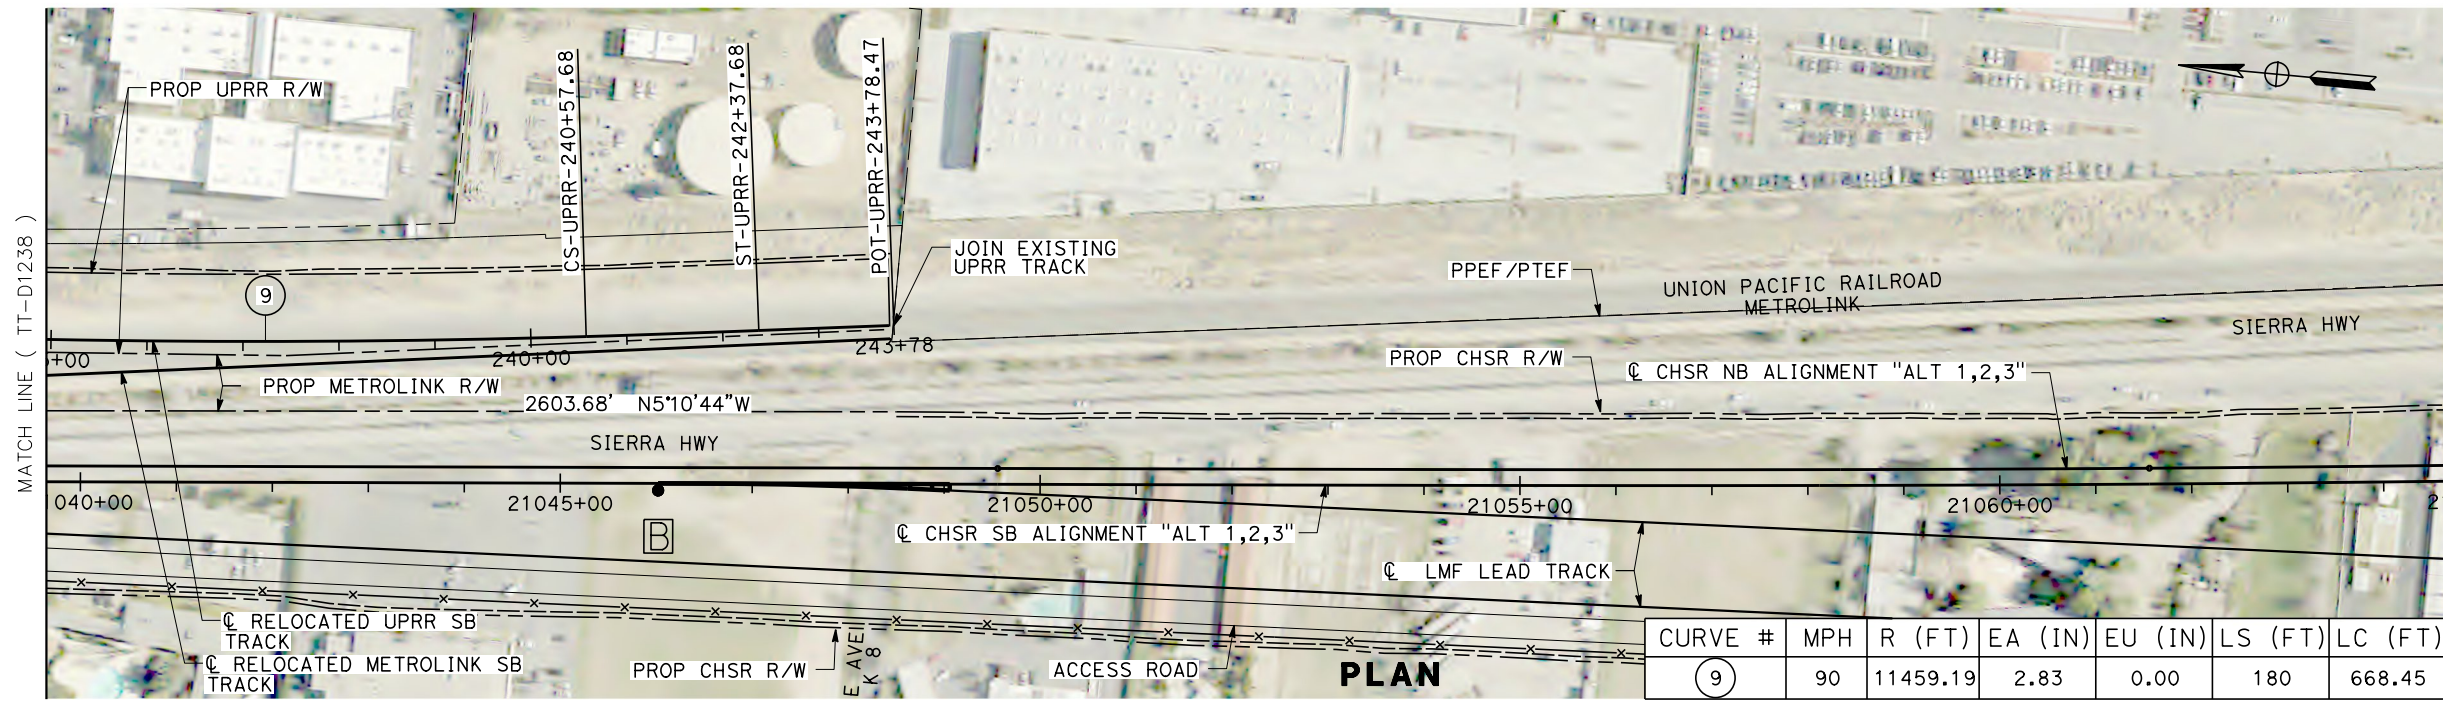 MATCH LINE ( TT-D1238 )
PROP UPRR R/W
CS-UPRR-240+57.68
ST-UPRR-242+37.68
POT-UPRR-243+78.47
JOIN EXISTING
UPRR TRACK
9
PPEF/PTEF
UNION PACIFIC RAILROAD
METROLINK
SIERRA HWY
+00
240+00
243+78
PROP METROLINK R/W
2603.68' N5°10'44"W
PROP CHSR R/W
℄ CHSR NB ALIGNMENT "ALT 1,2,3"
SIERRA HWY
040+00
21045+00
21050+00
21055+00
21060+00
2
B
℄ CHSR SB ALIGNMENT "ALT 1,2,3"
℄ LMF LEAD TRACK
℄ RELOCATED UPRR SB
TRACK
℄ RELOCATED METROLINK SB
TRACK
PROP CHSR R/W
E AVE
K 8
ACCESS ROAD
PLAN
CURVE # MPH R (FT) EA (IN) EU (IN) LS (FT) LC (FT)
9 90 11459.19 2.83 0.00 180 668.45